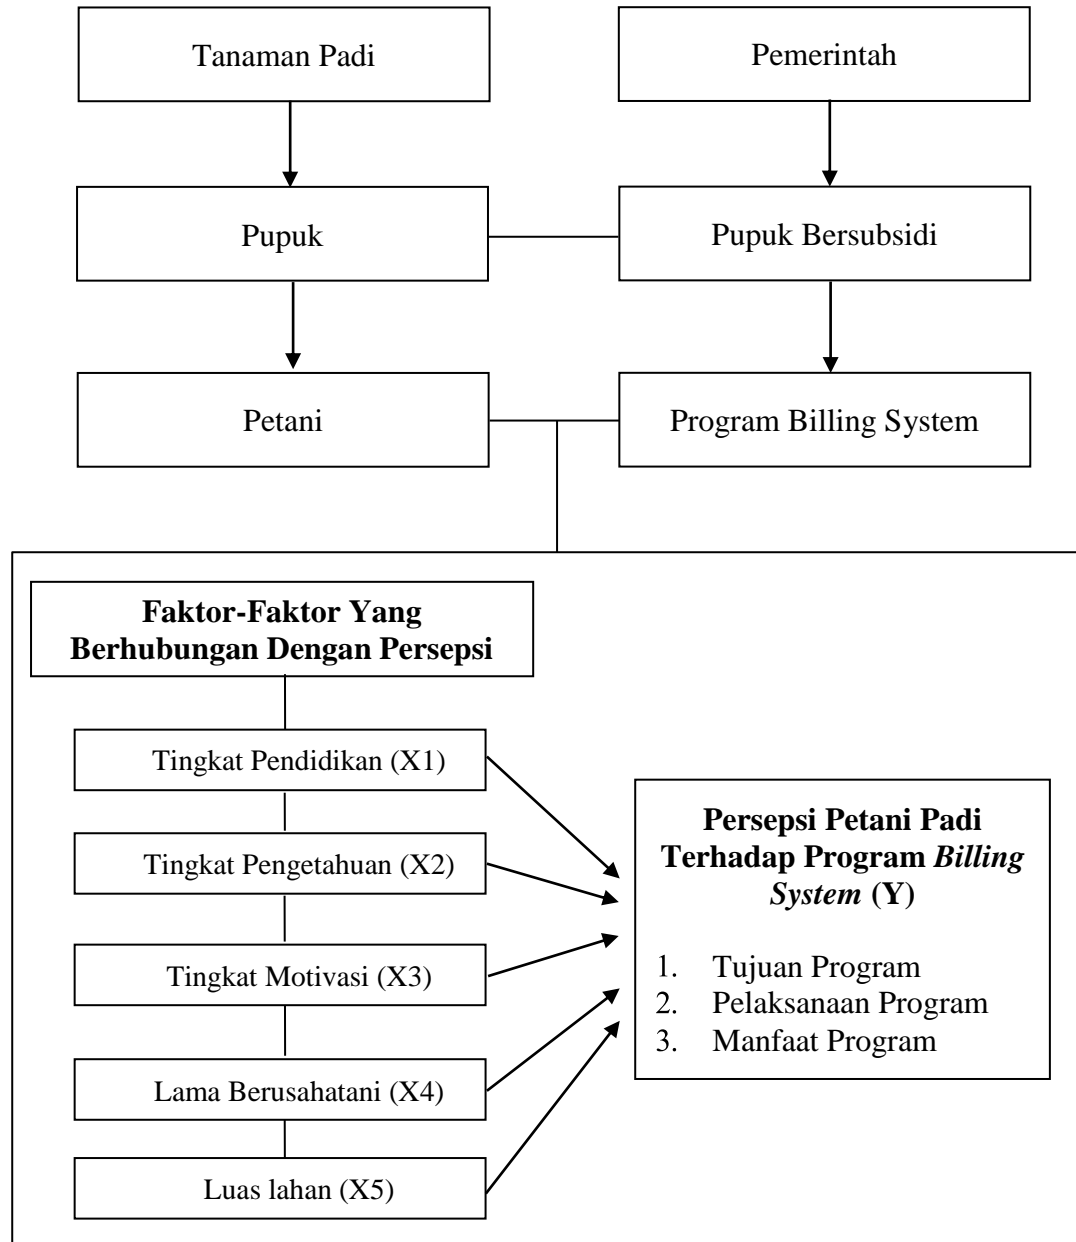 Tanaman Padi
Pemerintah
Pupuk
Pupuk Bersubsidi
Petani
Program Billing System
Faktor-Faktor Yang
Berhubungan Dengan Persepsi
Tingkat Pendidikan (X1)
Tingkat Pengetahuan (X2)
Tingkat Motivasi (X3)
Lama Berusahatani (X4)
Luas lahan (X5)
Persepsi Petani Padi
Terhadap Program Billing
System (Y)
1. Tujuan Program
2. Pelaksanaan Program
3. Manfaat Program